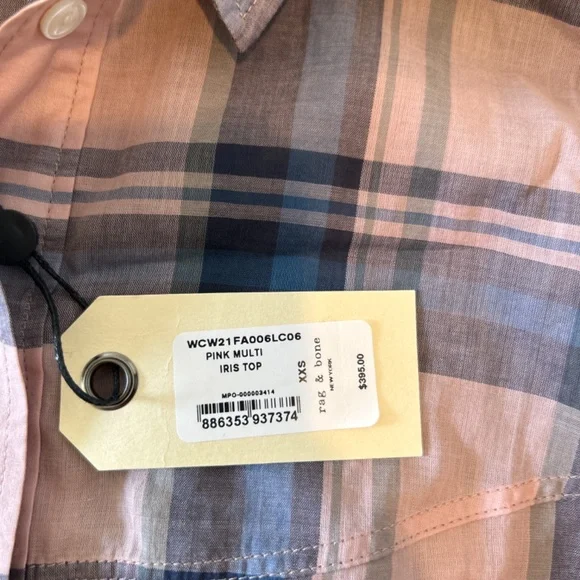 WCW21FA006LC06
PINK MULTI
IRIS TOP
MPO-000003414
886353 937374
XXS
rag & bone
NEW YORK
$395.00